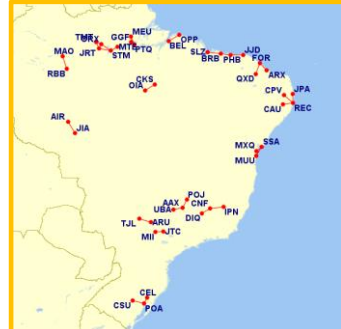 MEU
TMT
ORX
GGF
OPP
MTE
BEL
PTQ
JRT
STM
MAO
RBB
SLZ
BRB
PHB
JJD
FOR
QXD
ARX
CKS
OIA
CPV
JPA
CAU
REC
AIR
JIA
MXQ
SSA
MUU
POJ
AAX
UBA
CNF
IPN
DIQ
TJL
ARU
MII
JTC
CEL
CSU
POA